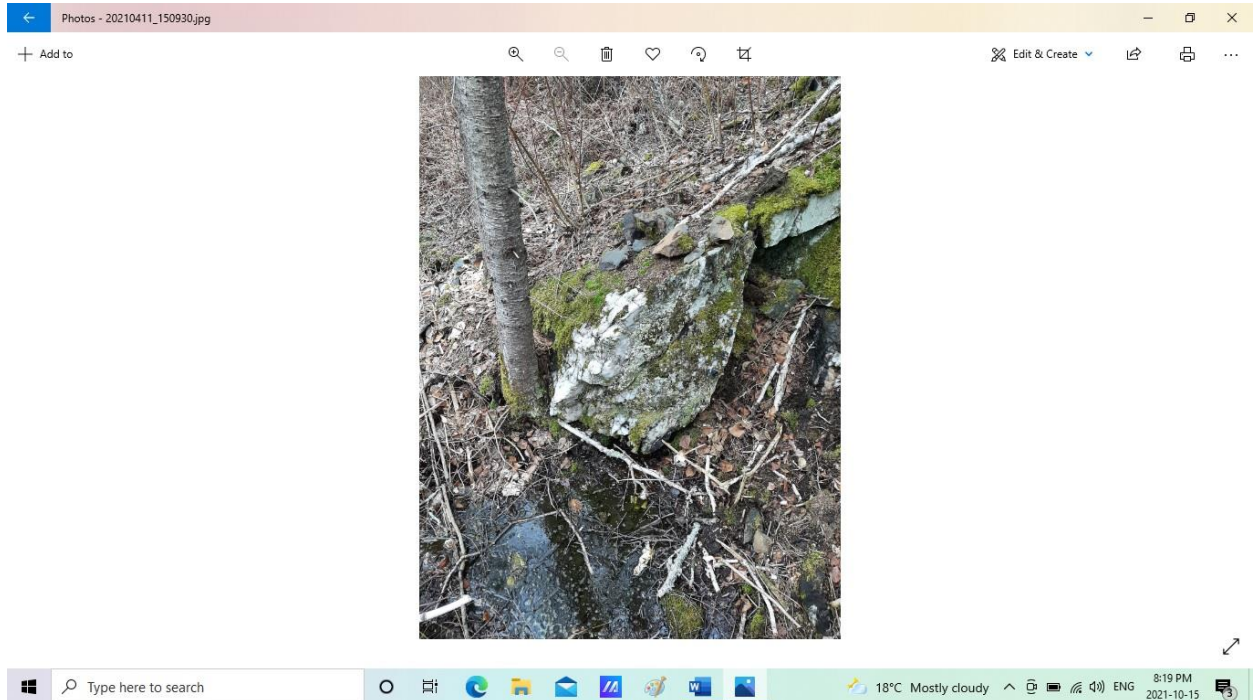 Photos - 20210411_150930.jpg
Add to
Edit & Create
Type here to search
18°C Mostly cloudy
ENG
8:19 PM
2021-10-15
3